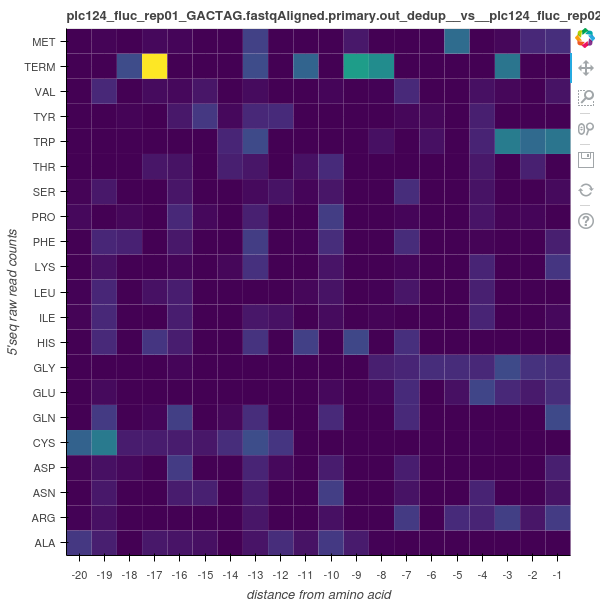 plc124_fluc_rep01_GACTAG.fastqAligned.primary.out_dedup__vs__plc124_fluc_rep02
MET
TERM
VAL
TYR
TRP
THR
SER
PRO
PHE
LYS
LEU
ILE
HIS
GLY
GLU
GLN
CYS
ASP
ASN
ARG
ALA
5'seq raw read counts
-20 -19 -18 -17 -16 -15 -14 -13 -12 -11 -10 -9 -8 -7 -6 -5 -4 -3 -2 -1
distance from amino acid